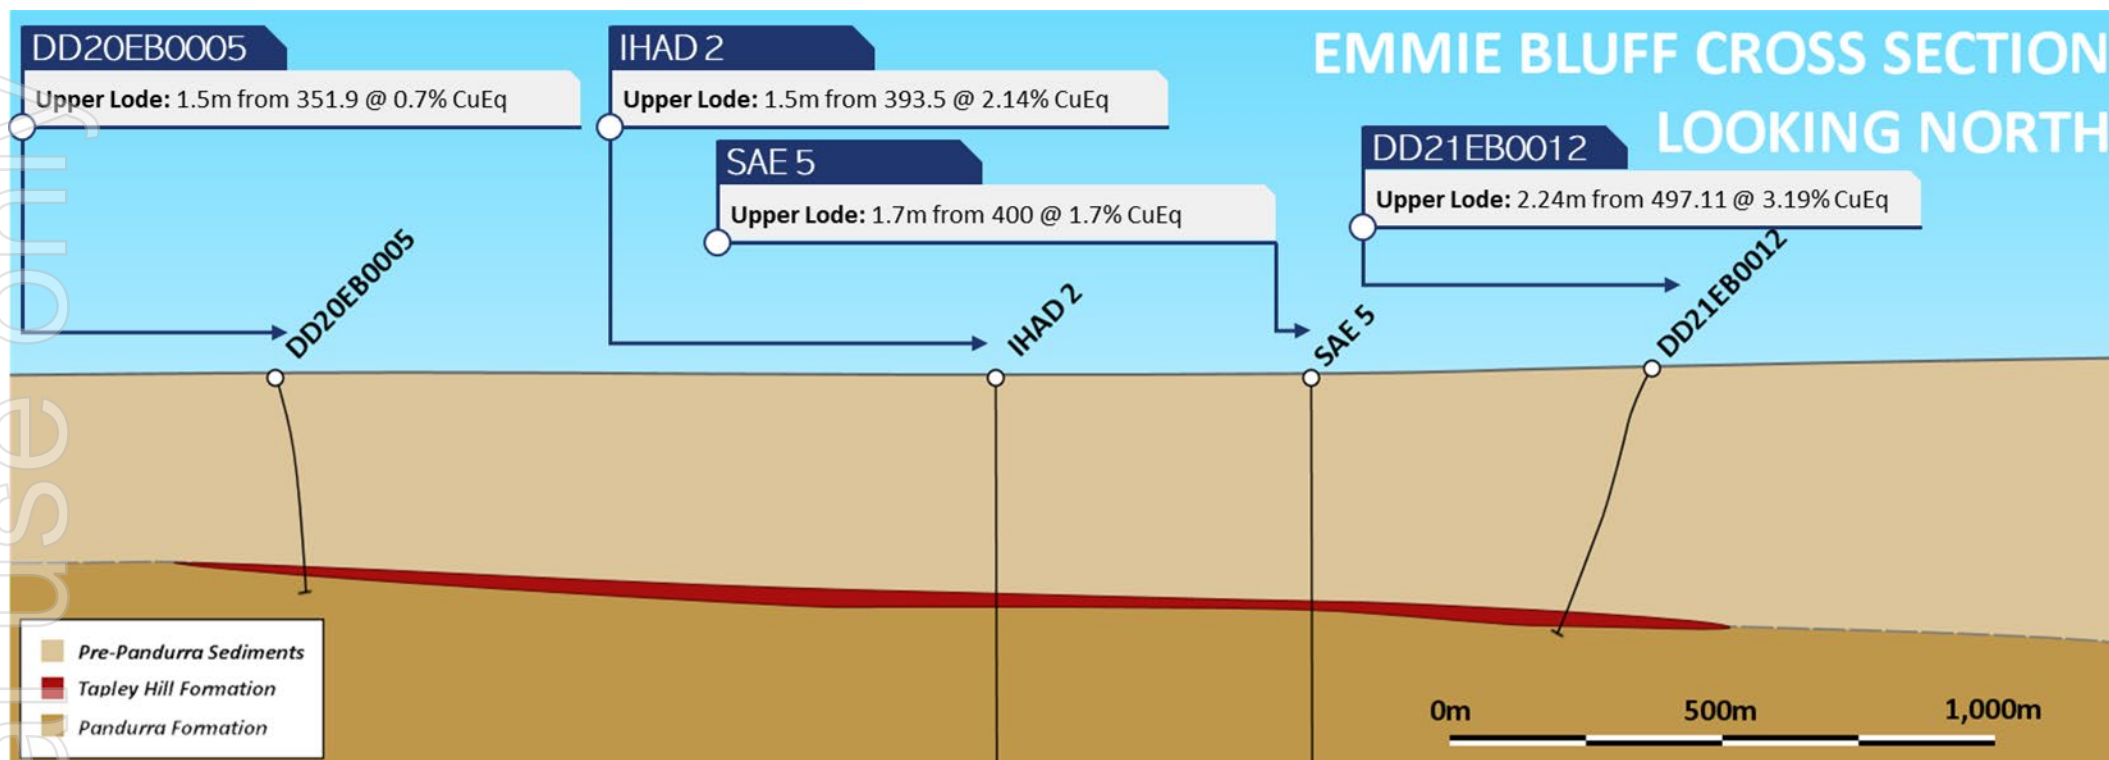 DD20EB0005
Upper Lode: 1.5m from 351.9 @ 0.7% CuEq
IHAD 2
Upper Lode: 1.5m from 393.5 @ 2.14% CuEq
EMMIE BLUFF CROSS SECTION
LOOKING NORTH
SAE 5
Upper Lode: 1.7m from 400 @ 1.7% CuEq
DD21EB0012
Upper Lode: 2.24m from 497.11 @ 3.19% CuEq
DD20EB0005
IHAD 2
SAE 5
DD21EB0012
Pre-Pandurra Sediments
Tapley Hill Formation
Pandurra Formation
0m 500m 1,000m
use only